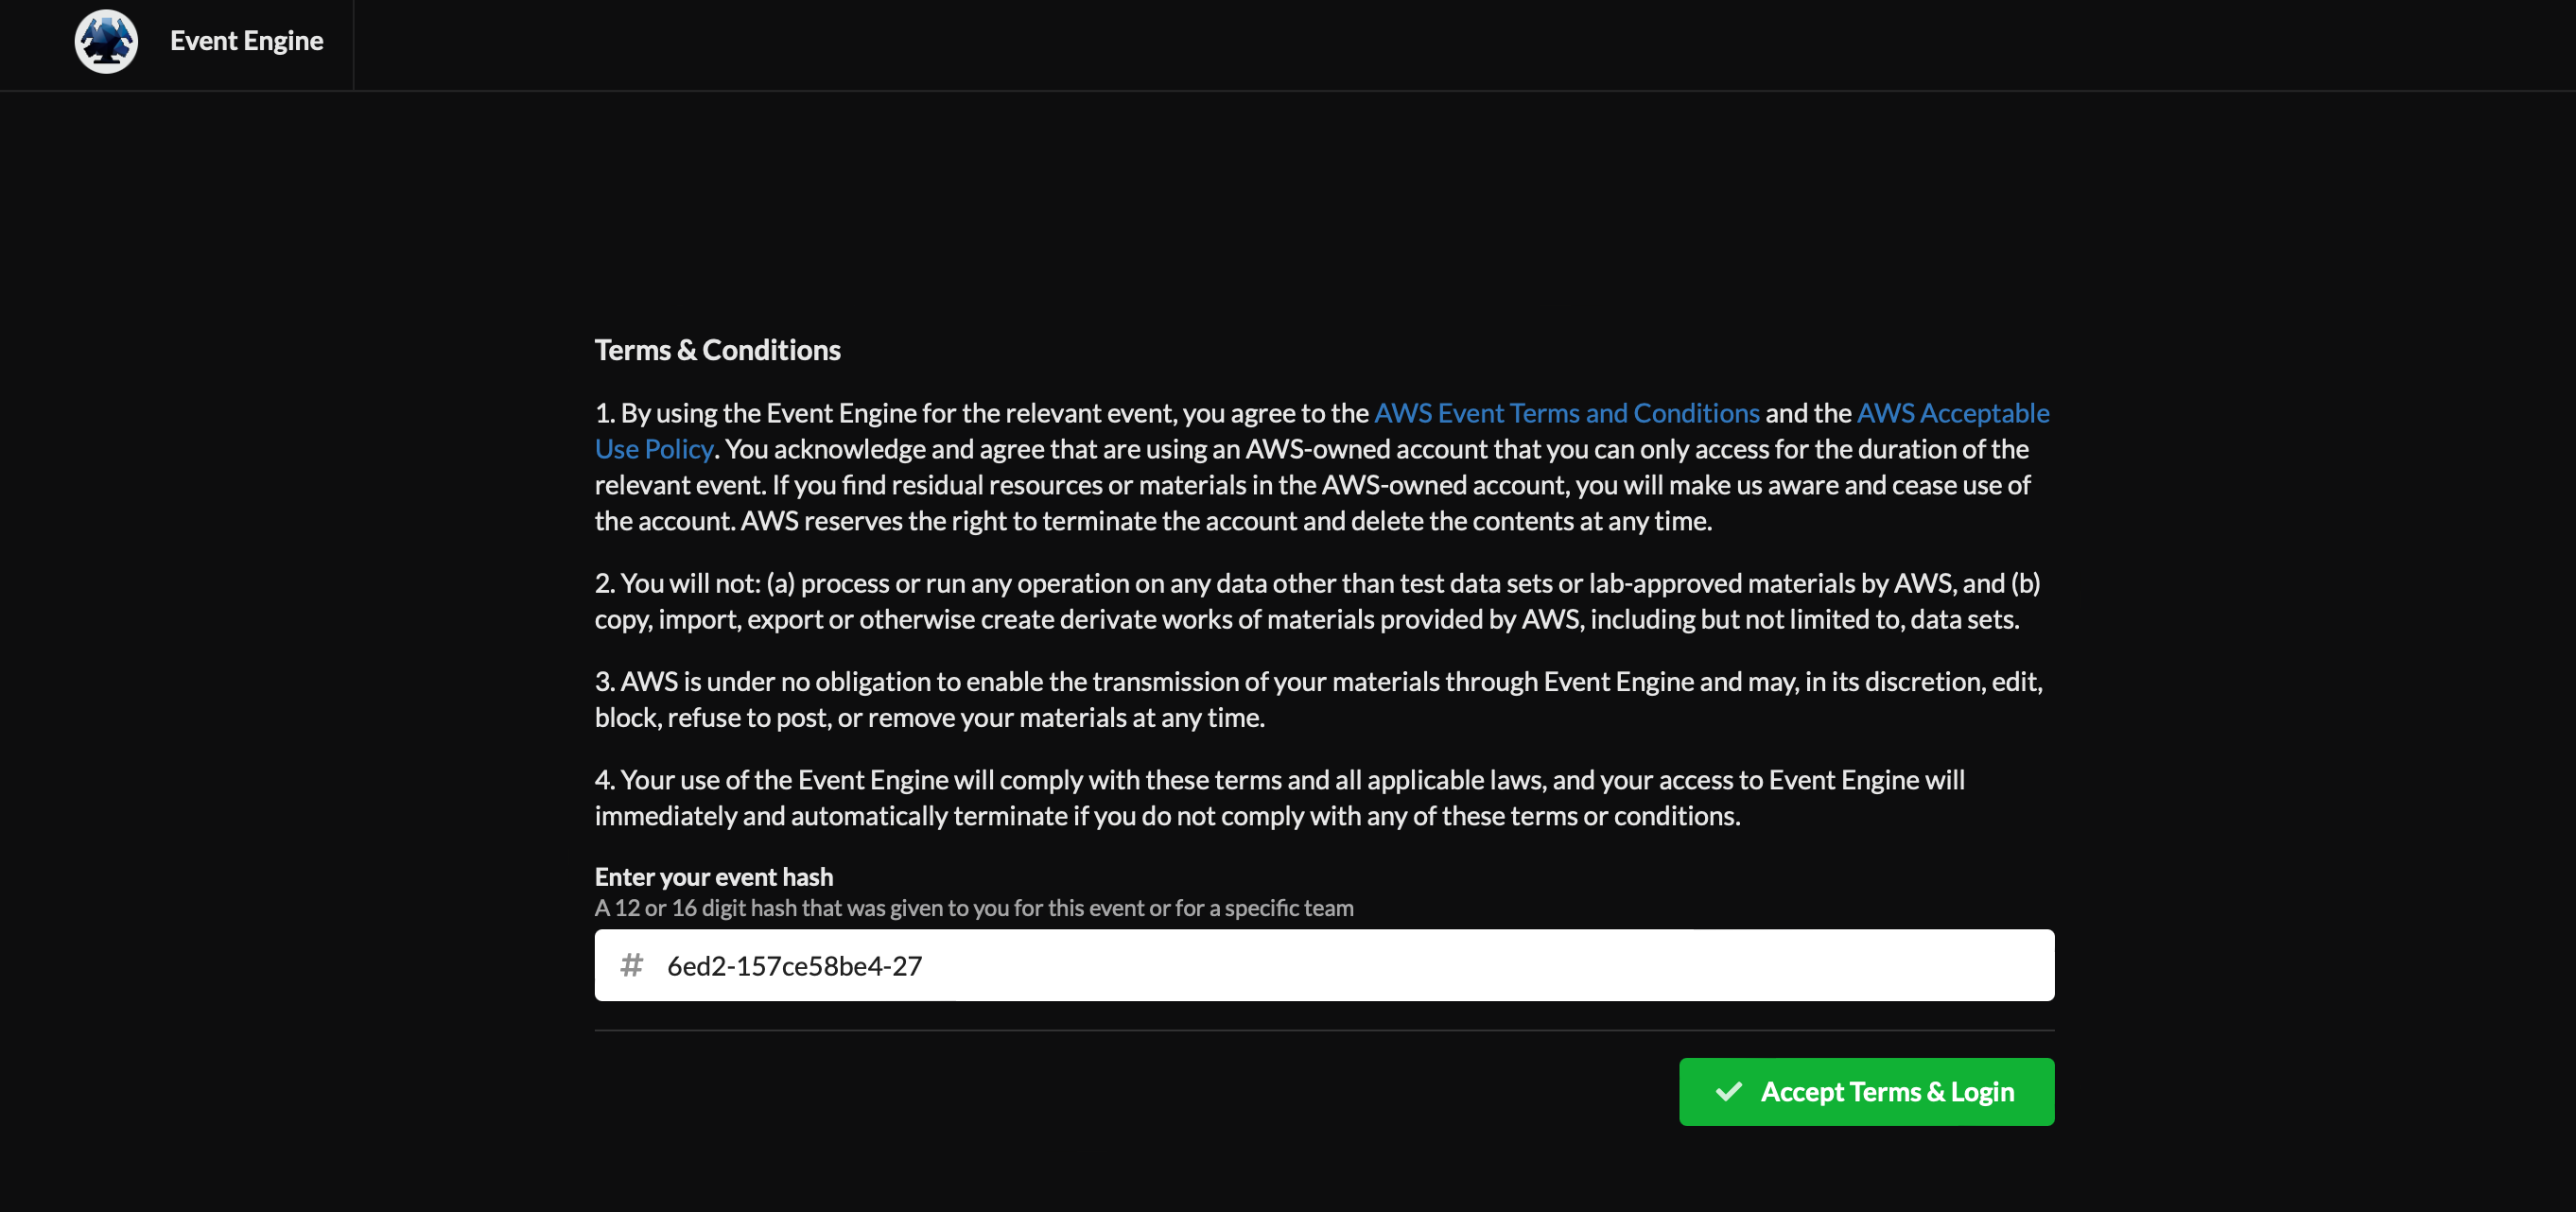 Event Engine
Terms & Conditions
1. By using the Event Engine for the relevant event, you agree to the AWS Event Terms and Conditions and the AWS Acceptable
Use Policy. You acknowledge and agree that are using an AWS-owned account that you can only access for the duration of the
relevant event. If you find residual resources or materials in the AWS-owned account, you will make us aware and cease use of
the account. AWS reserves the right to terminate the account and delete the contents at any time.
2. You will not: (a) process or run any operation on any data other than test data sets or lab-approved materials by AWS, and (b)
copy, import, export or otherwise create derivate works of materials provided by AWS, including but not limited to, data sets.
3. AWS is under no obligation to enable the transmission of your materials through Event Engine and may, in its discretion, edit,
block, refuse to post, or remove your materials at any time.
4. Your use of the Event Engine will comply with these terms and all applicable laws, and your access to Event Engine will
immediately and automatically terminate if you do not comply with any of these terms or conditions.
Enter your event hash
A 12 or 16 digit hash that was given to you for this event or for a specific team
# 6ed2-157ce58be4-27
Accept Terms & Login